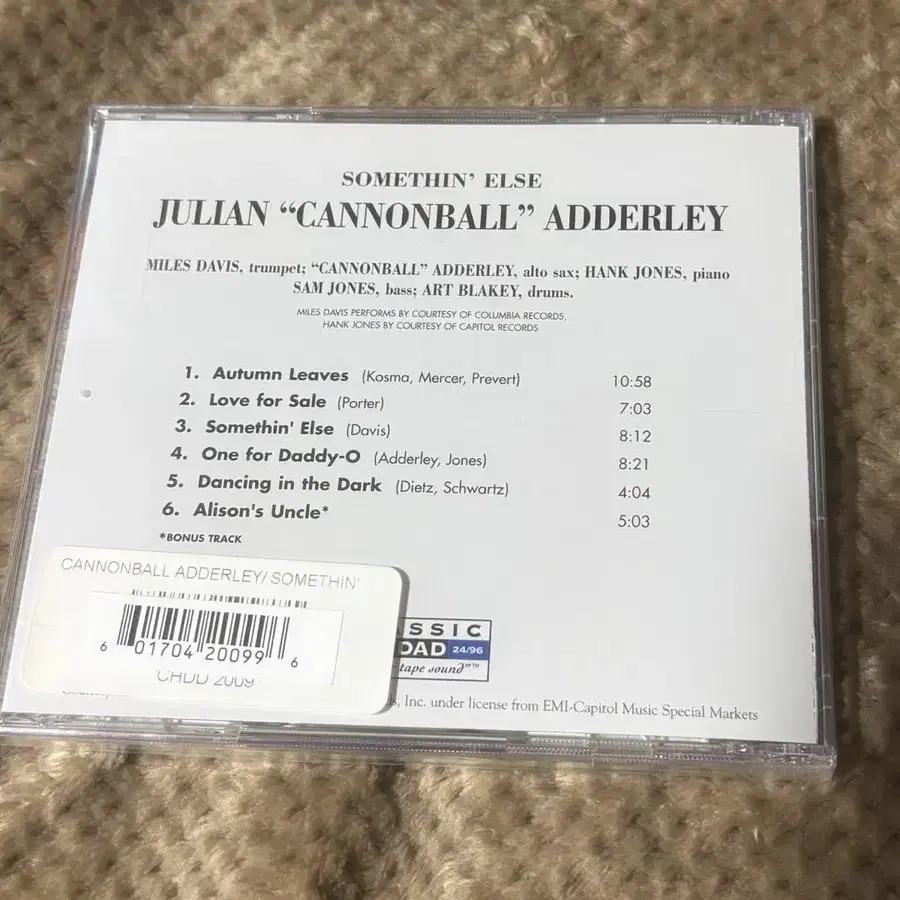 SOMETHIN' ELSE
JULIAN “CANNONBALL” ADDERLEY
MILES DAVIS, trumpet; “CANNONBALL” ADDERLEY, alto sax; HANK JONES, piano
SAM JONES, bass; ART BLAKEY, drums.
MILES DAVIS PERFORMS BY COURTESY OF COLUMBIA RECORDS,
HANK JONES BY COURTESY OF CAPITOL RECORDS
1. Autumn Leaves (Kosma, Mercer, Prevert) 10:58
2. Love for Sale (Porter) 7:03
3. Somethin' Else (Davis) 8:12
4. One for Daddy-O (Adderley, Jones) 8:21
5. Dancing in the Dark (Dietz, Schwartz) 4:04
6. Alison's Uncle* 5:03
*BONUS TRACK
CANNONBALL ADDERLEY/ SOMETHIN'
6 01704 20099 6
CHDD 2009
SSIC
DAD 24/96
tape sound”™
Inc. under license from EMI-Capitol Music Special Markets